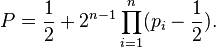 P = \frac{1}{2} + 2^{n-1} \prod_{i=1}^{n} (p_i - \frac{1}{2}).